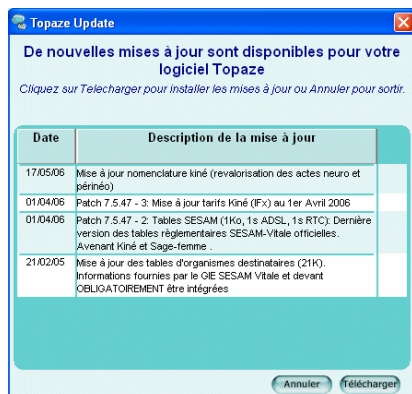 Topaze Update
De nouvelles mises à jour sont disponibles pour votre
logiciel Topaze
Cliquez sur Telecharger pour installer les mises à jour ou Annuler pour sortir.
Date Description de la mise à jour
17/05/06 Mise à jour nomenclature kiné (revalorisation des actes neuro et
périnéo)
01/04/06 Patch 7.5.47 - 3: Mise à jour tarifs Kiné (IFx) au 1er Avril 2006
01/04/06 Patch 7.5.47 - 2: Tables SESAM (1Ko, 1s ADSL, 1s RTC): Dernière
version des tables règlementaires SESAM-Vitale officielles.
Avenant Kiné et Sage-femme .
21/02/05 Mise à jour des tables d'organismes destinataires (21K).
Informations fournies par le GIE SESAM Vitale et devant
OBLIGATOIREMENT être intégrées
Annuler Télécharger